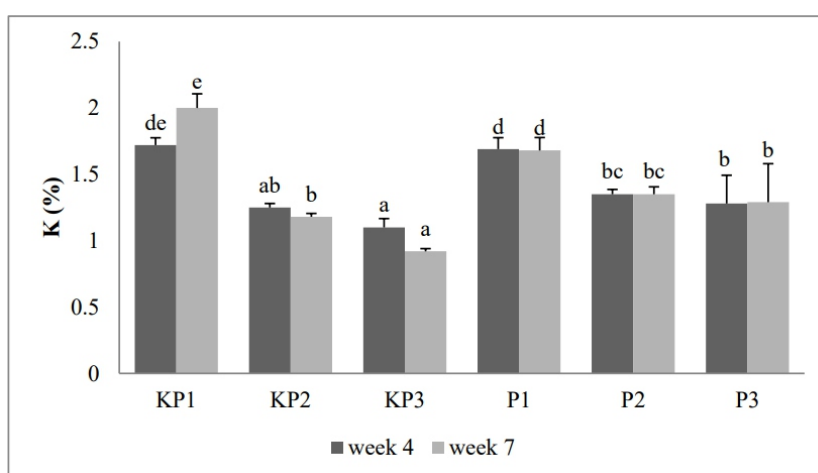 2.5
2
1.5
1
0.5
0
K (%)
de e
ab b
a a
d d
bc bc
b b
KP1 KP2 KP3 P1 P2 P3
week 4 week 7